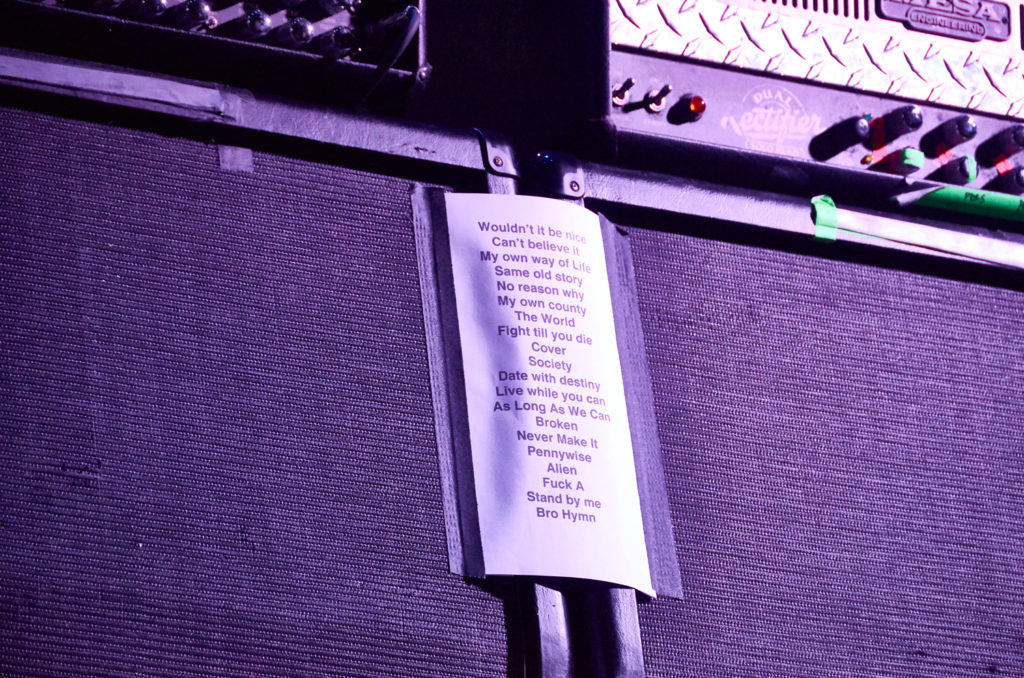 MESA
ENGINEERING
DUAL
Rectifier
Wouldn't it be nice
Can't believe it
My own way of Life
Same old story
No reason why
My own county
The World
Fight till you die
Cover
Society
Date with destiny
Live while you can
As Long As We Can
Broken
Never Make It
Pennywise
Alien
Fuck A
Stand by me
Bro Hymn